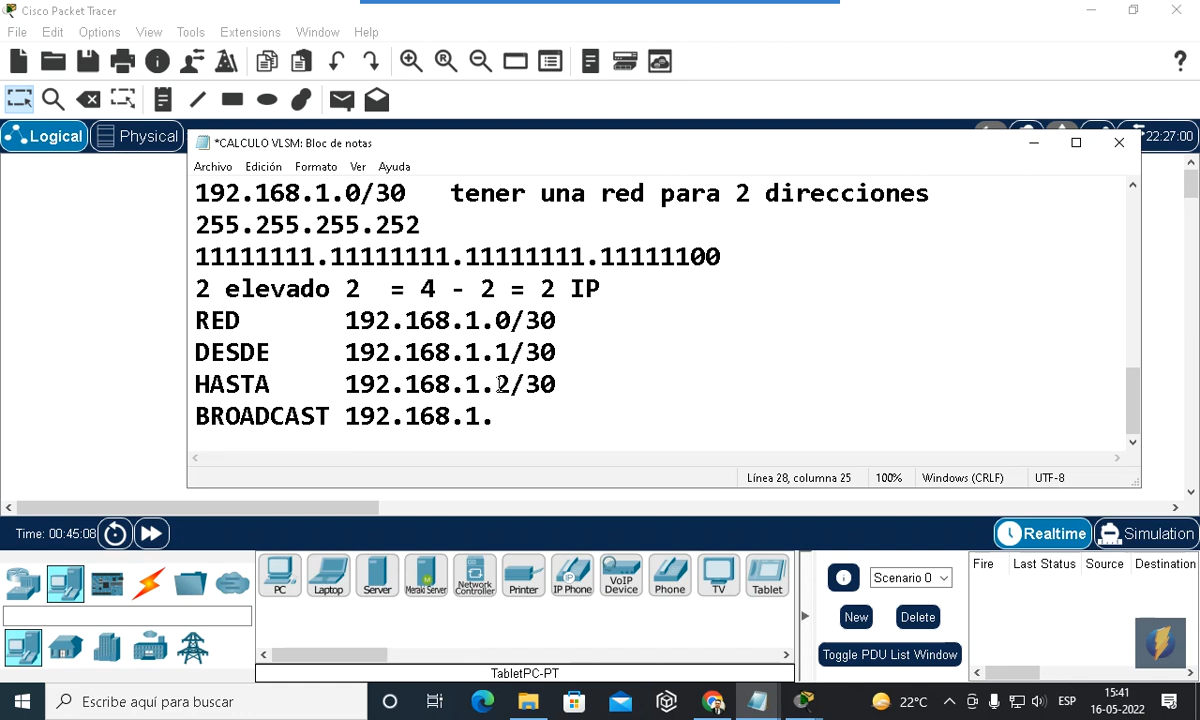 Cisco Packet Tracer
File Edit Options View Tools Extensions Window Help
Logical Physical 22:27:00
*CALCULO VLSM: Bloc de notas
Archivo Edición Formato Ver Ayuda
192.168.1.0/30 tener una red para 2 direcciones
255.255.255.252
11111111.11111111.11111111.11111100
2 elevado 2 = 4 - 2 = 2 IP
RED 192.168.1.0/30
DESDE 192.168.1.1/30
HASTA 192.168.1.2/30
BROADCAST 192.168.1.
Línea 28, columna 25 100% Windows (CRLF) UTF-8
Time: 00:45:08 Realtime Simulation
PC Laptop Server Meraki Server Network Controller Printer IP Phone VoIP Device Phone TV Tablet
Scenario 0
Fire Last Status Source Destination
New Delete
Toggle PDU List Window
TabletPC-PT
Escribe aquí para buscar
22°C ESP 15:41
16-05-2022